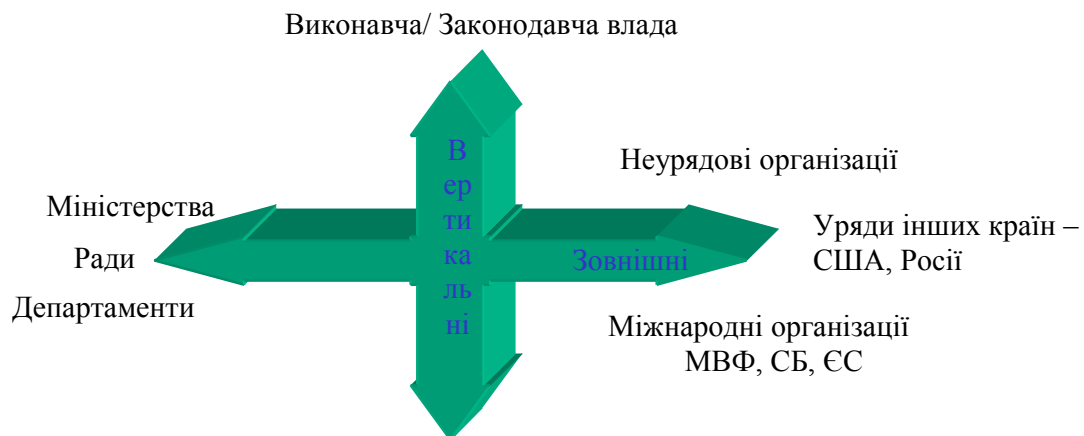 Виконавча/ Законодавча влада
В
ер
ти
ка
ль
ні
Неурядові організації
Міністерства
Ради
Департаменти
Зовнішні
Уряди інших країн –
США, Росії
Міжнародні організації
МВФ, СБ, ЄС